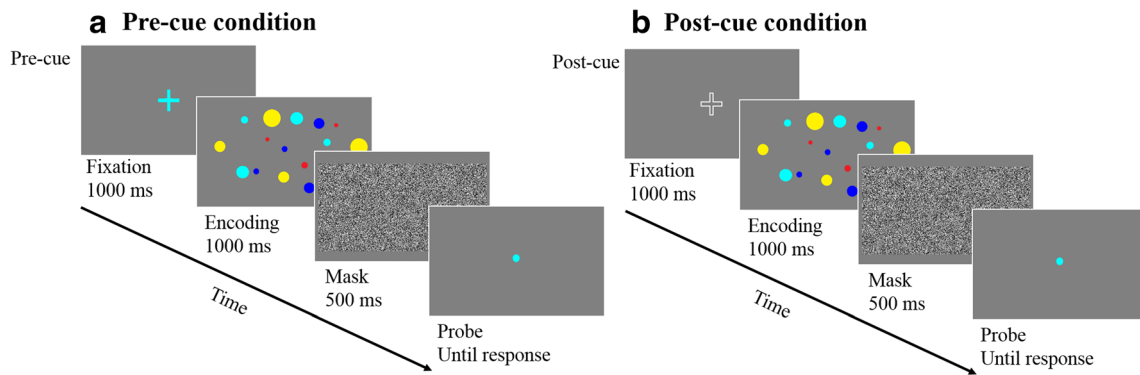 a Pre-cue condition
Pre-cue
Fixation
1000 ms
Encoding
1000 ms
Mask
500 ms
Probe
Until response
Time
b Post-cue condition
Post-cue
Fixation
1000 ms
Encoding
1000 ms
Mask
500 ms
Probe
Until response
Time